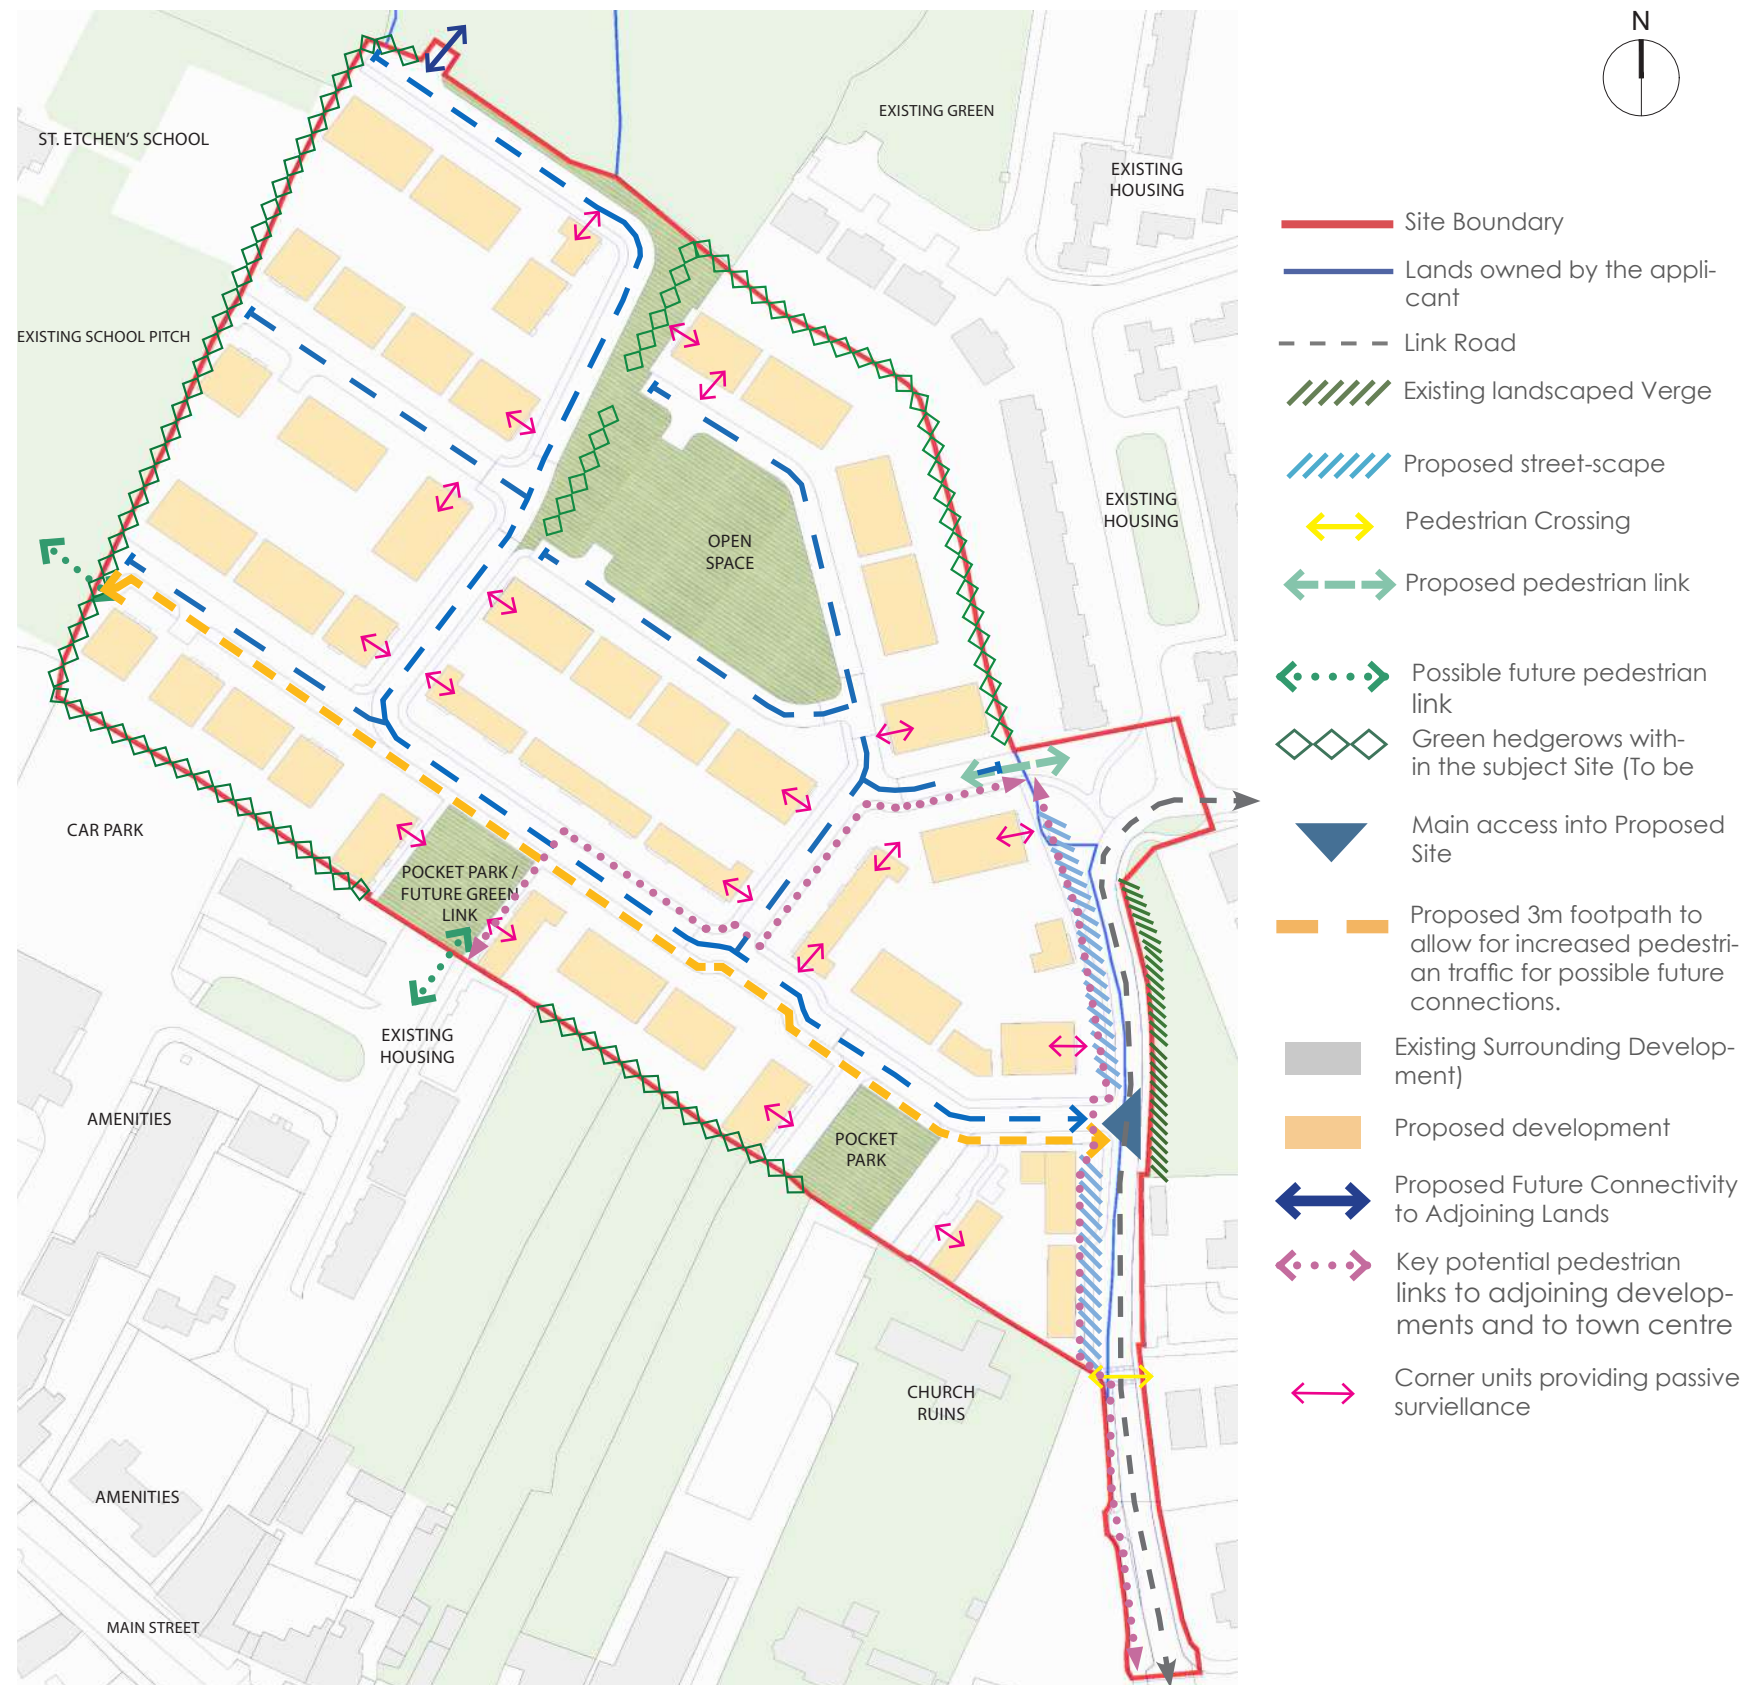 N
ST. ETCHEN'S SCHOOL
EXISTING GREEN
EXISTING
HOUSING
EXISTING SCHOOL PITCH
EXISTING
HOUSING
OPEN
SPACE
CAR PARK
POCKET PARK /
FUTURE GREEN
LINK
EXISTING
HOUSING
AMENITIES
POCKET
PARK
CHURCH
RUINS
AMENITIES
MAIN STREET
Site Boundary
Lands owned by the appli-
cant
Link Road
Existing landscaped Verge
Proposed street-scape
Pedestrian Crossing
Proposed pedestrian link
Possible future pedestrian
link
Green hedgerows with-
in the subject Site (To be
Main access into Proposed
Site
Proposed 3m footpath to
allow for increased pedestri-
an traffic for possible future
connections.
Existing Surrounding Develop-
ment)
Proposed development
Proposed Future Connectivity
to Adjoining Lands
Key potential pedestrian
links to adjoining develop-
ments and to town centre
Corner units providing passive
surviellance